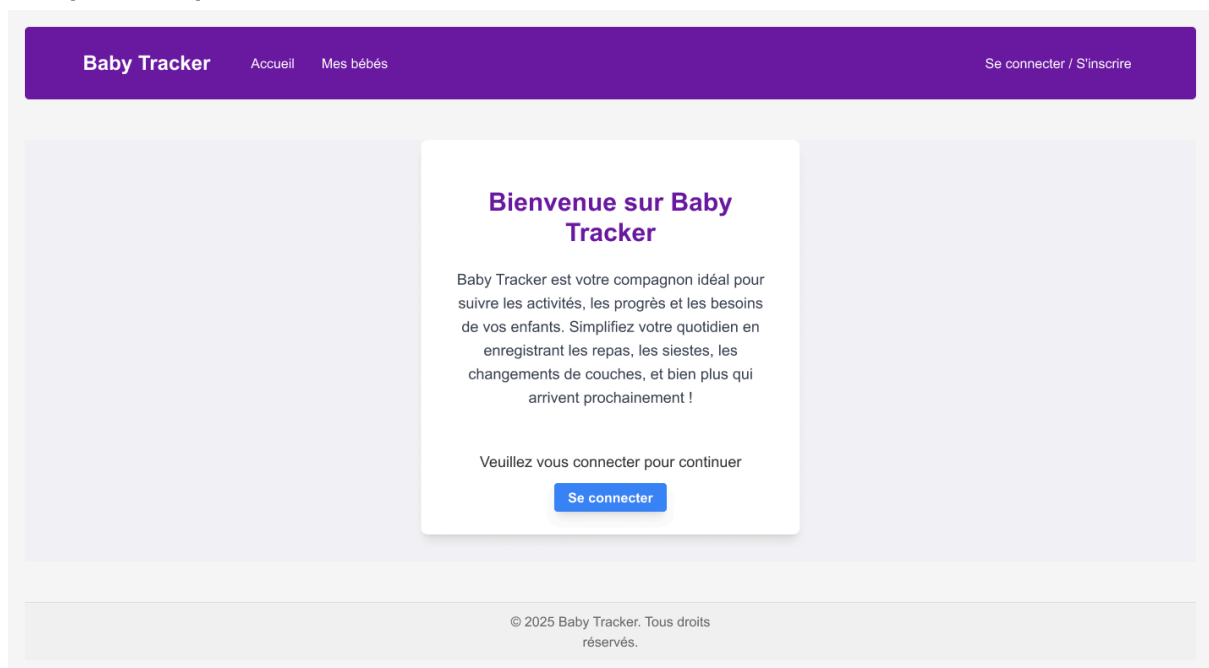 Baby Tracker Accueil Mes bébés Se connecter / S'inscrire
Bienvenue sur Baby
Tracker
Baby Tracker est votre compagnon idéal pour
suivre les activités, les progrès et les besoins
de vos enfants. Simplifiez votre quotidien en
enregistrant les repas, les siestes, les
changements de couches, et bien plus qui
arrivent prochainement !
Veuillez vous connecter pour continuer
Se connecter
© 2025 Baby Tracker. Tous droits
réservés.